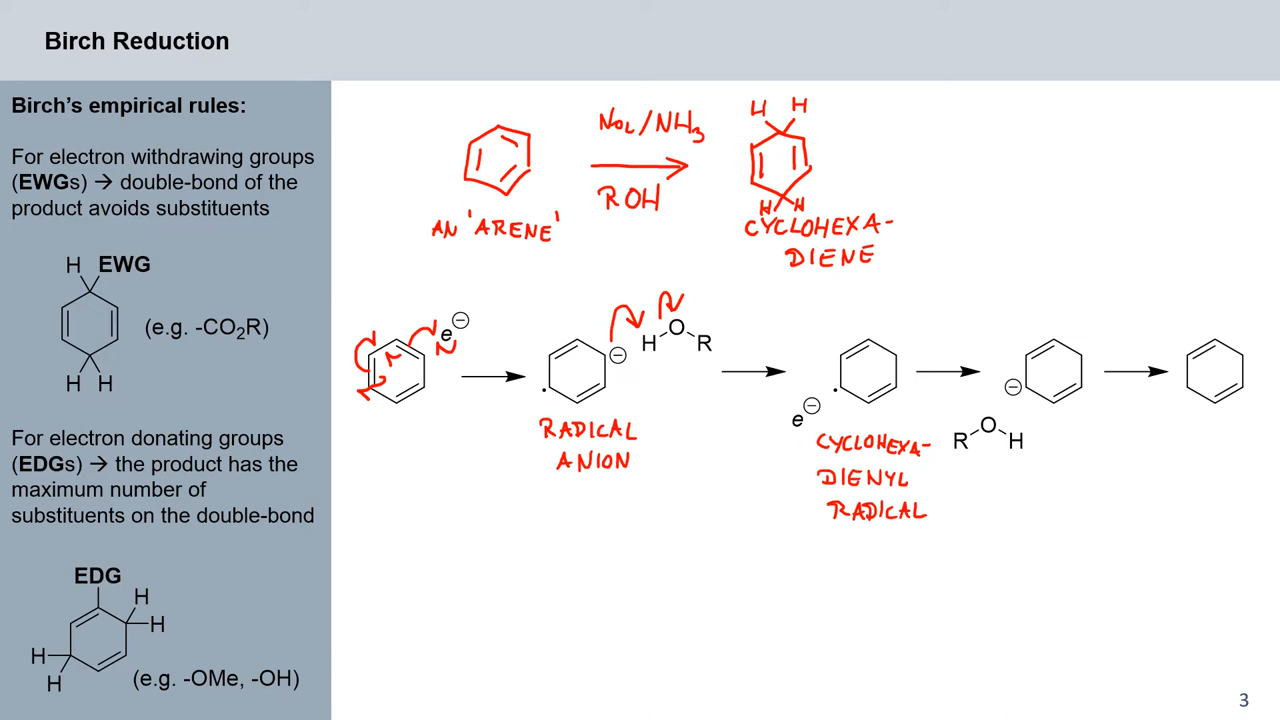 Birch Reduction
Birch's empirical rules:
For electron withdrawing groups
(EWGs) → double-bond of the
product avoids substituents
H EWG
(e.g. -CO2R)
H H
For electron donating groups
(EDGs) → the product has the
maximum number of
substituents on the double-bond
EDG
H
H
H
H
(e.g. -OMe, -OH)
/NH3
ROH
AN 'ARENE'
H H
H H
CYCLOHEXA-
DIENE
e⊖
⊖
H O R
RADICAL
ANION
e⊖
CYCLOHEXA-
DIENYL
RADICAL
⊖
R O H
3